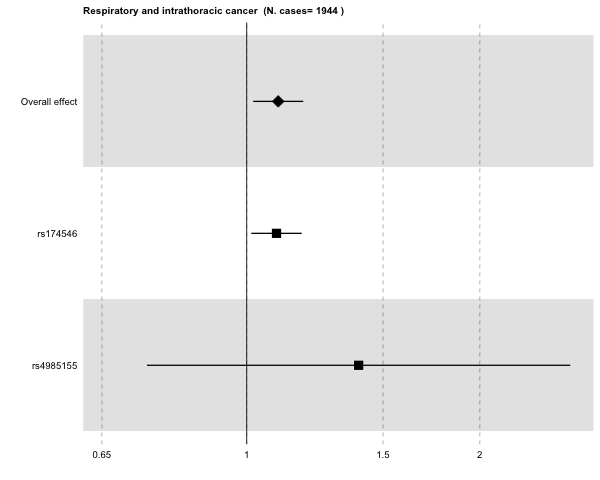 Respiratory and intrathoracic cancer (N. cases= 1944 )
Overall effect
rs174546
rs4985155
0.65 1 1.5 2